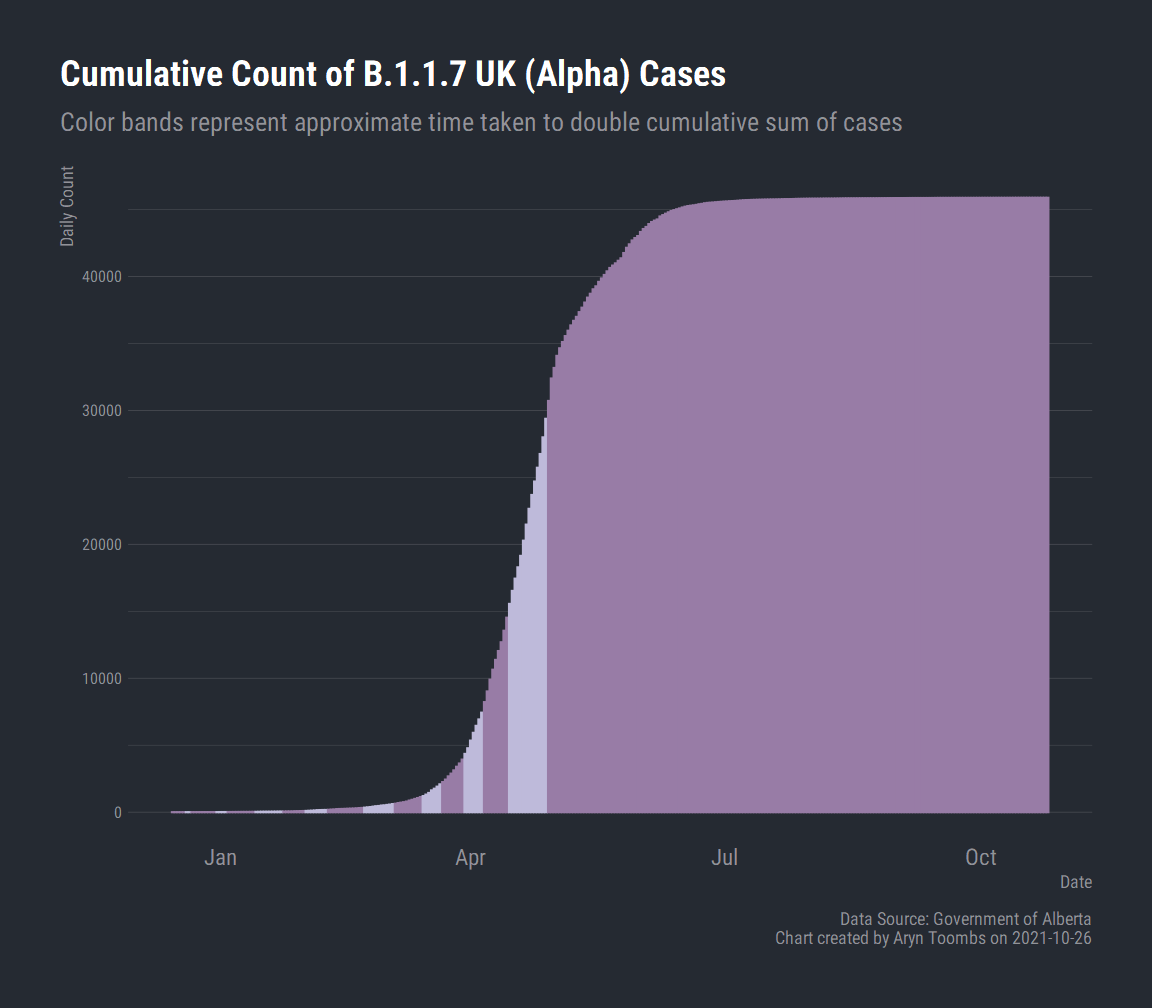 Cumulative Count of B.1.1.7 UK (Alpha) Cases
Color bands represent approximate time taken to double cumulative sum of cases
Daily Count
40000
30000
20000
10000
0
Jan Apr Jul Oct
Date
Data Source: Government of Alberta
Chart created by Aryn Toombs on 2021-10-26